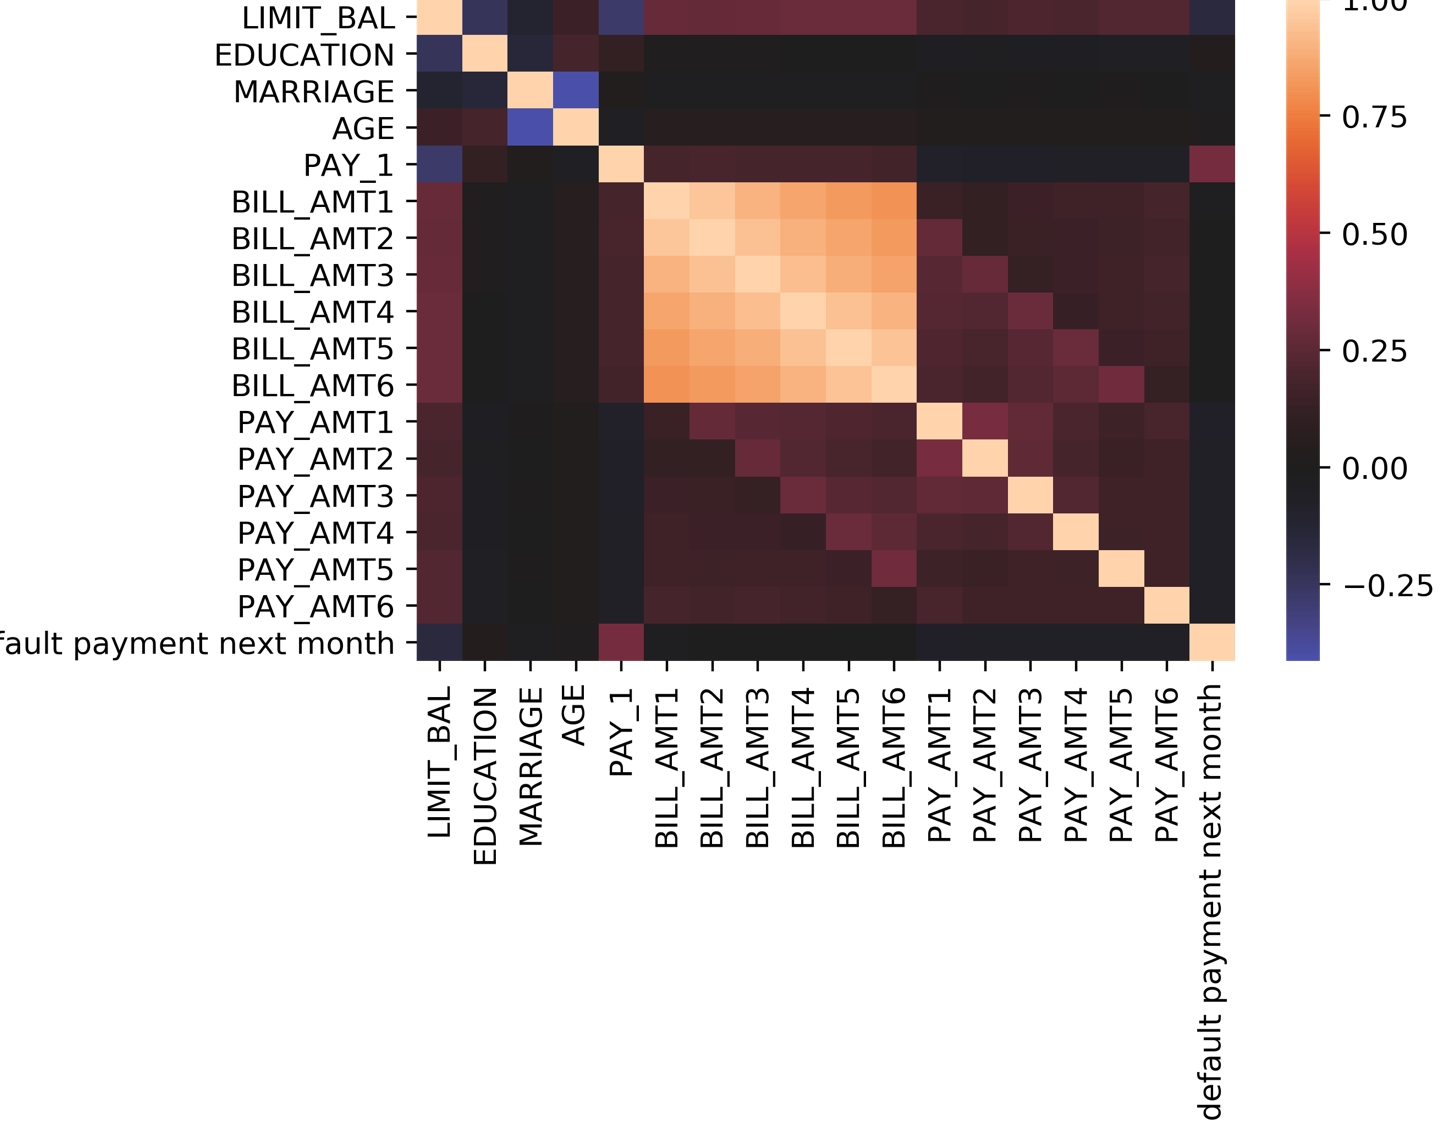 LIMIT_BAL
EDUCATION
MARRIAGE
AGE
PAY_1
BILL_AMT1
BILL_AMT2
BILL_AMT3
BILL_AMT4
BILL_AMT5
BILL_AMT6
PAY_AMT1
PAY_AMT2
PAY_AMT3
PAY_AMT4
PAY_AMT5
PAY_AMT6
fault payment next month
LIMIT_BAL
EDUCATION
MARRIAGE
AGE
PAY_1
BILL_AMT1
BILL_AMT2
BILL_AMT3
BILL_AMT4
BILL_AMT5
BILL_AMT6
PAY_AMT1
PAY_AMT2
PAY_AMT3
PAY_AMT4
PAY_AMT5
PAY_AMT6
default payment next month
1.00
0.75
0.50
0.25
0.00
−0.25